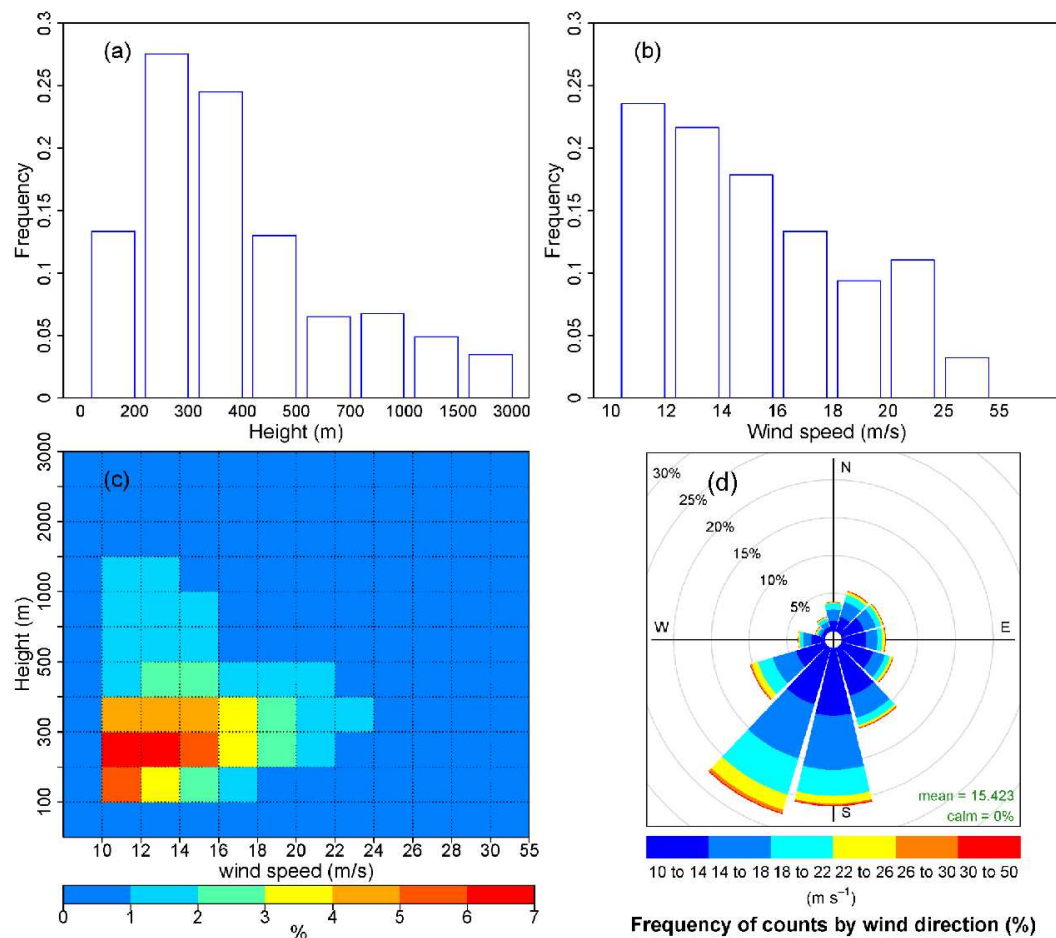 (a)
Frequency
0 0.05 0.1 0.15 0.2 0.25 0.3
0 200 300 400 500 700 1000 1500 3000
Height (m)
(b)
Frequency
0 0.05 0.1 0.15 0.2 0.25 0.3
10 12 14 16 18 20 25 55
Wind speed (m/s)
(c)
Height (m)
100 300 500 1000 2000 3000
10 12 14 16 18 20 22 24 26 28 30 55
wind speed (m/s)
0 1 2 3 4 5 6 7
%
(d)
30%
25%
20%
15%
10%
5%
N
W E
S
mean = 15.423
calm = 0%
10 to 14 14 to 18 18 to 22 22 to 26 26 to 30 30 to 50
(m s⁻¹)
Frequency of counts by wind direction (%)